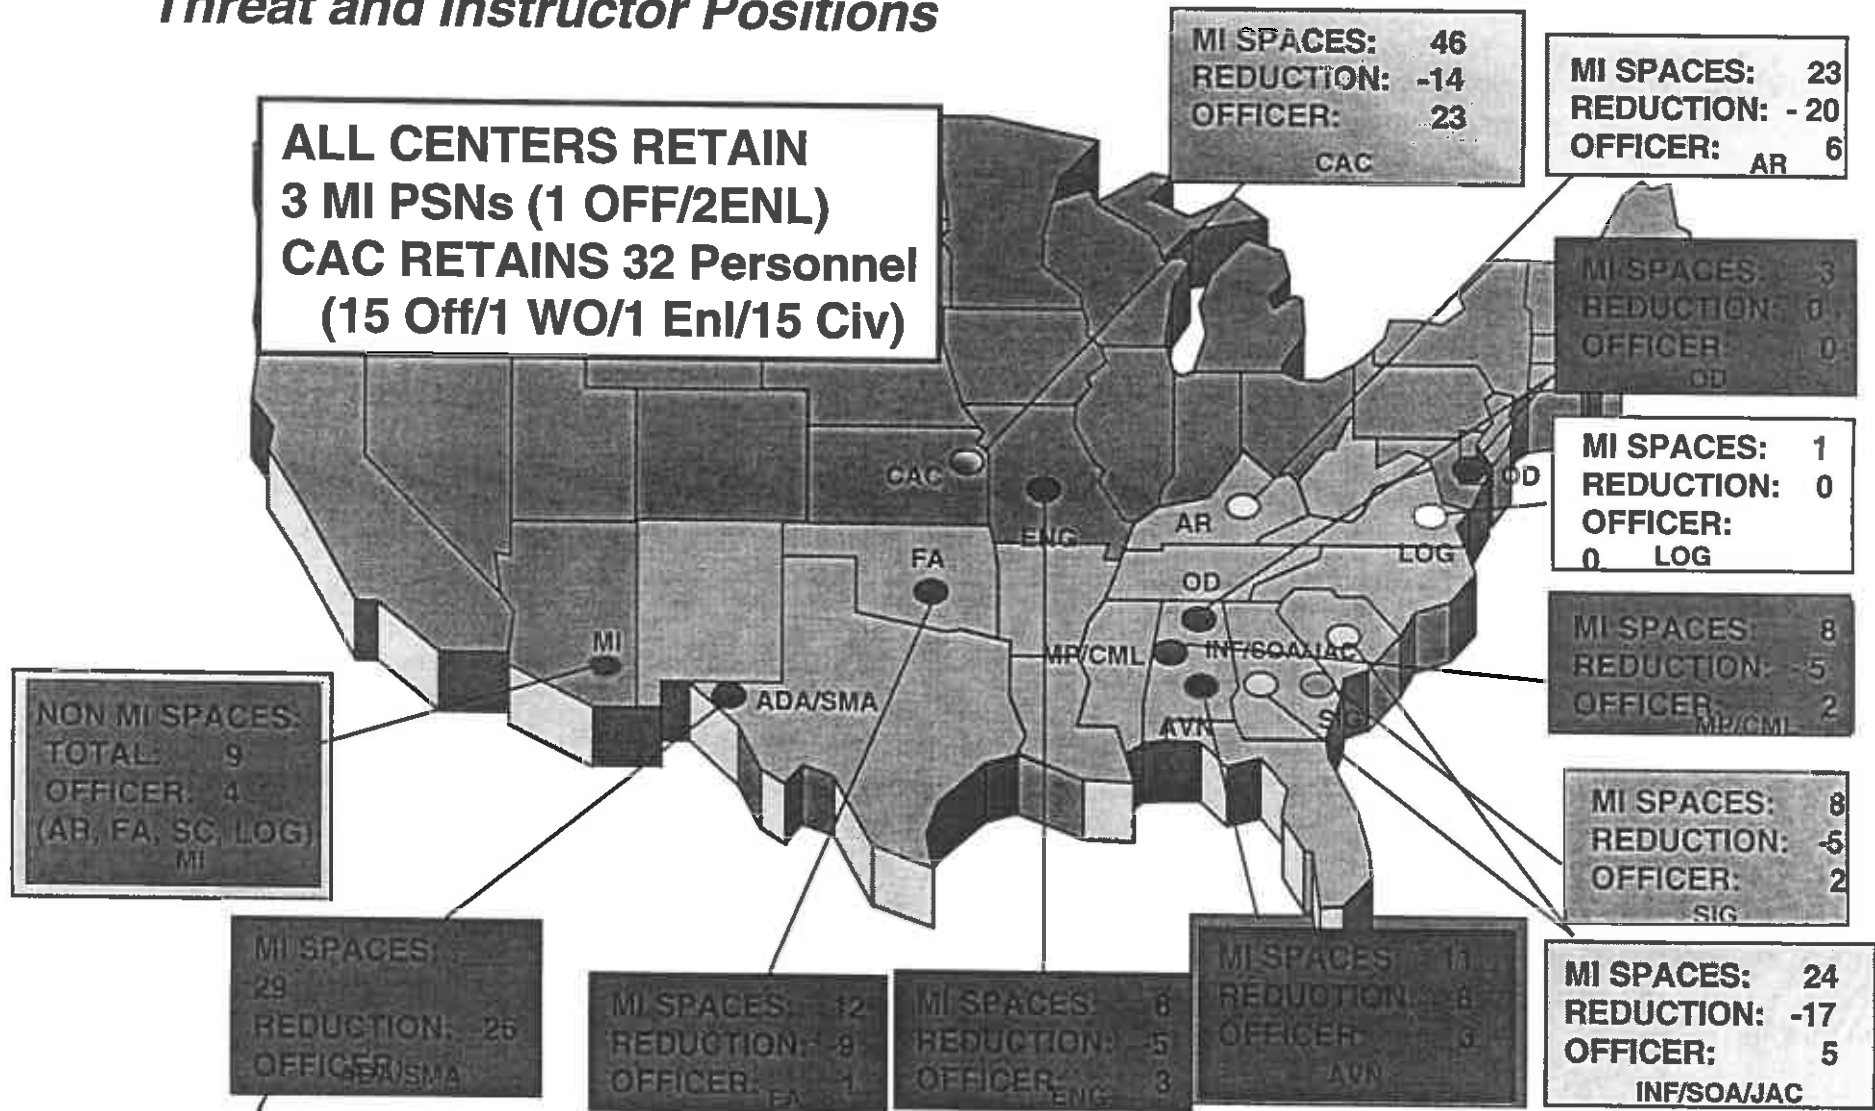 Threat and Instructor Positions
MI SPACES: 46
REDUCTION: -14
OFFICER: 23
CAC
MI SPACES: 23
REDUCTION: - 20
OFFICER: 6
AR
ALL CENTERS RETAIN
3 MI PSNs (1 OFF/2ENL)
CAC RETAINS 32 Personnel
(15 Off/1 WO/1 Enl/15 Civ)
MI SPACES: 3
REDUCTION: 0
OFFICER: 0
OD
MI SPACES: 1
REDUCTION: 0
OFFICER:
0 LOG
CAC
OD
AR
ENG
LOG
FA
OD
MI
MP/CML
INF/SOA/JAC
ADA/SMA
AVN
SIG
MI SPACES: 8
REDUCTION: - 5
OFFICER: 2
MP/CML
NON MI SPACES:
TOTAL: 9
OFFICER: 4
(AR, FA, SC, LOG)
MI
MI SPACES: 8
REDUCTION: -5
OFFICER: 2
SIG
MI SPACES:
29
REDUCTION: -26
OFFICER:
ADA/SMA
MI SPACES: 12
REDUCTION: -9
OFFICER: 1
FA
MI SPACES:
REDUCTION: -5
OFFICER: 3
ENG
MI SPACES: 11
REDUCTION:
OFFICER: 3
AVN
MI SPACES: 24
REDUCTION: -17
OFFICER: 5
INF/SOA/JAC